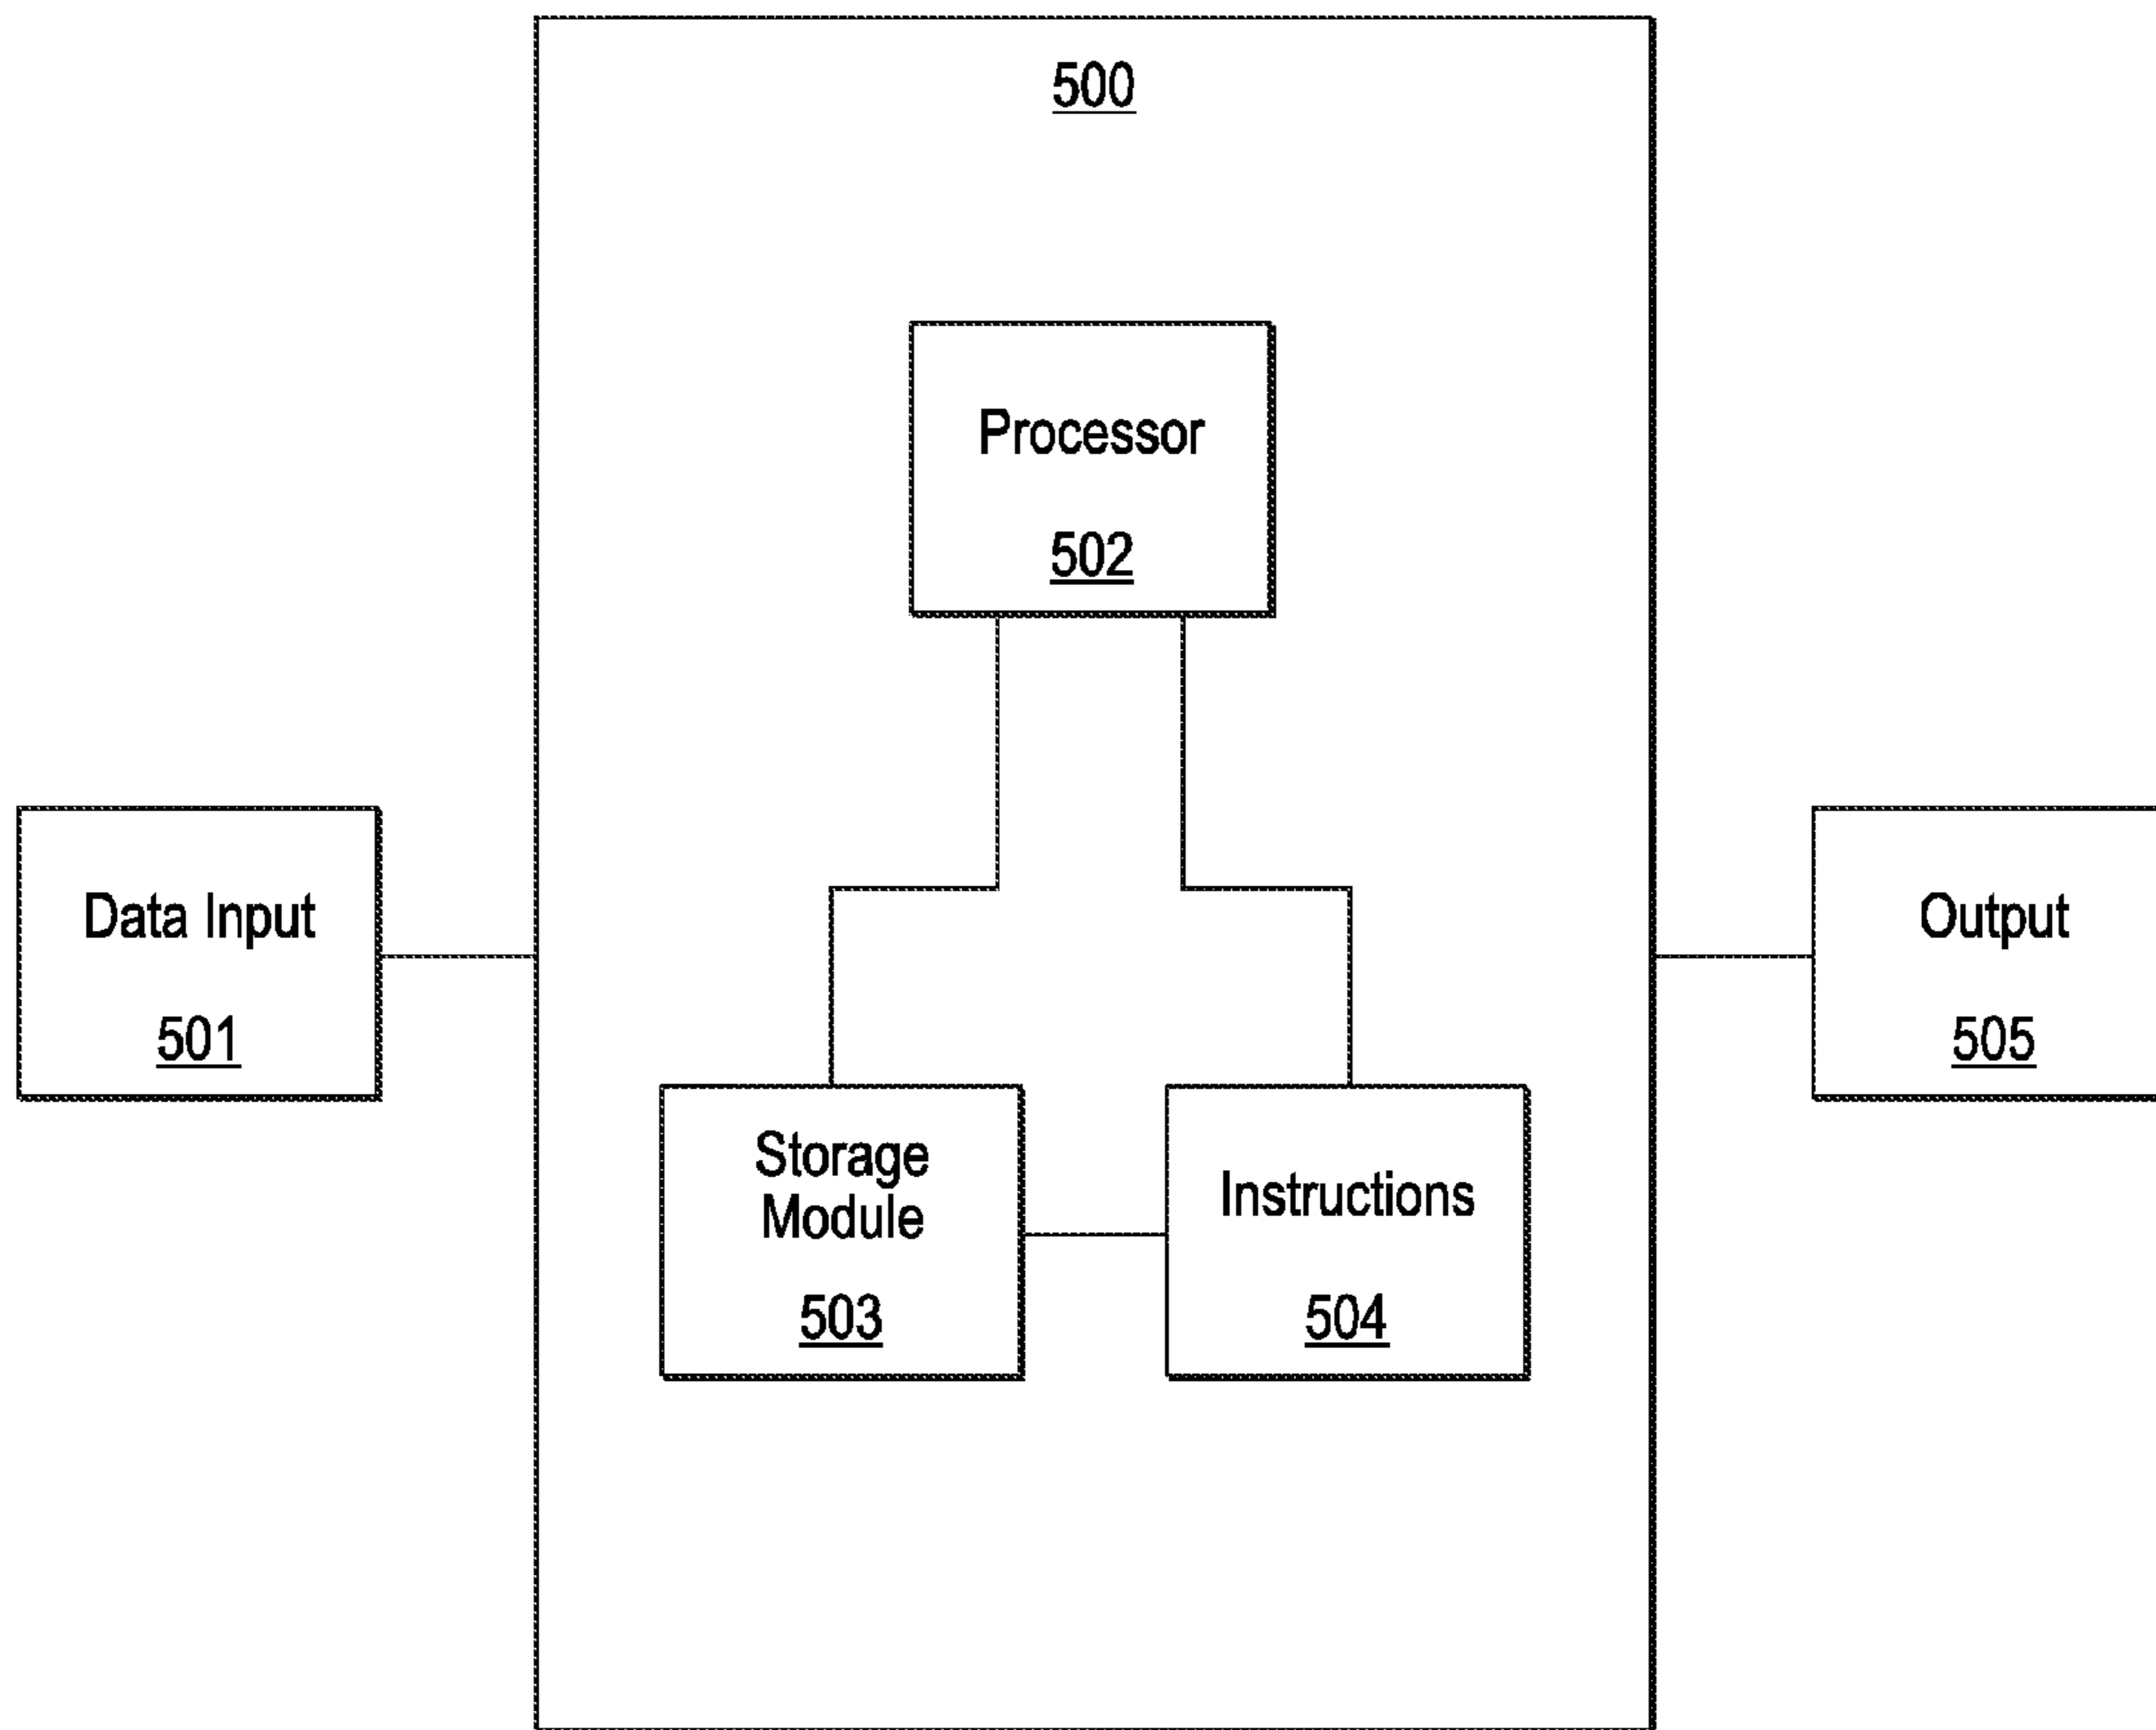 500
Processor
502
Data Input
501
Output
505
Storage
Module
503
Instructions
504